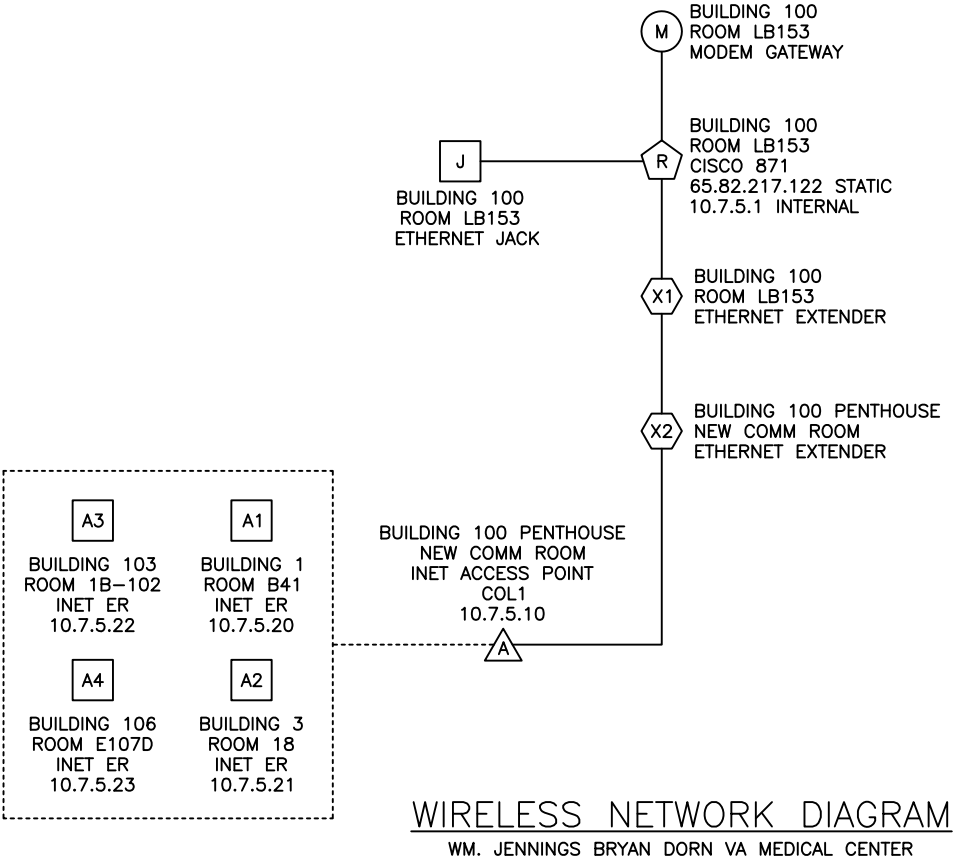 M
BUILDING 100
ROOM LB153
MODEM GATEWAY
J
BUILDING 100
ROOM LB153
ETHERNET JACK
R
BUILDING 100
ROOM LB153
CISCO 871
65.82.217.122 STATIC
10.7.5.1 INTERNAL
X1
BUILDING 100
ROOM LB153
ETHERNET EXTENDER
X2
BUILDING 100 PENTHOUSE
NEW COMM ROOM
ETHERNET EXTENDER
BUILDING 100 PENTHOUSE
NEW COMM ROOM
INET ACCESS POINT
COL1
10.7.5.10
A
A3
BUILDING 103
ROOM 1B-102
INET ER
10.7.5.22
A1
BUILDING 1
ROOM B41
INET ER
10.7.5.20
A4
BUILDING 106
ROOM E107D
INET ER
10.7.5.23
A2
BUILDING 3
ROOM 18
INET ER
10.7.5.21
WIRELESS NETWORK DIAGRAM
WM. JENNINGS BRYAN DORN VA MEDICAL CENTER